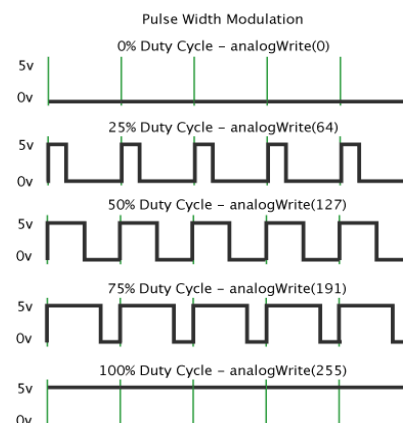 Pulse Width Modulation
0% Duty Cycle – analogWrite(0)
5v
0v
25% Duty Cycle – analogWrite(64)
5v
0v
50% Duty Cycle – analogWrite(127)
5v
0v
75% Duty Cycle – analogWrite(191)
5v
0v
100% Duty Cycle – analogWrite(255)
5v
0v